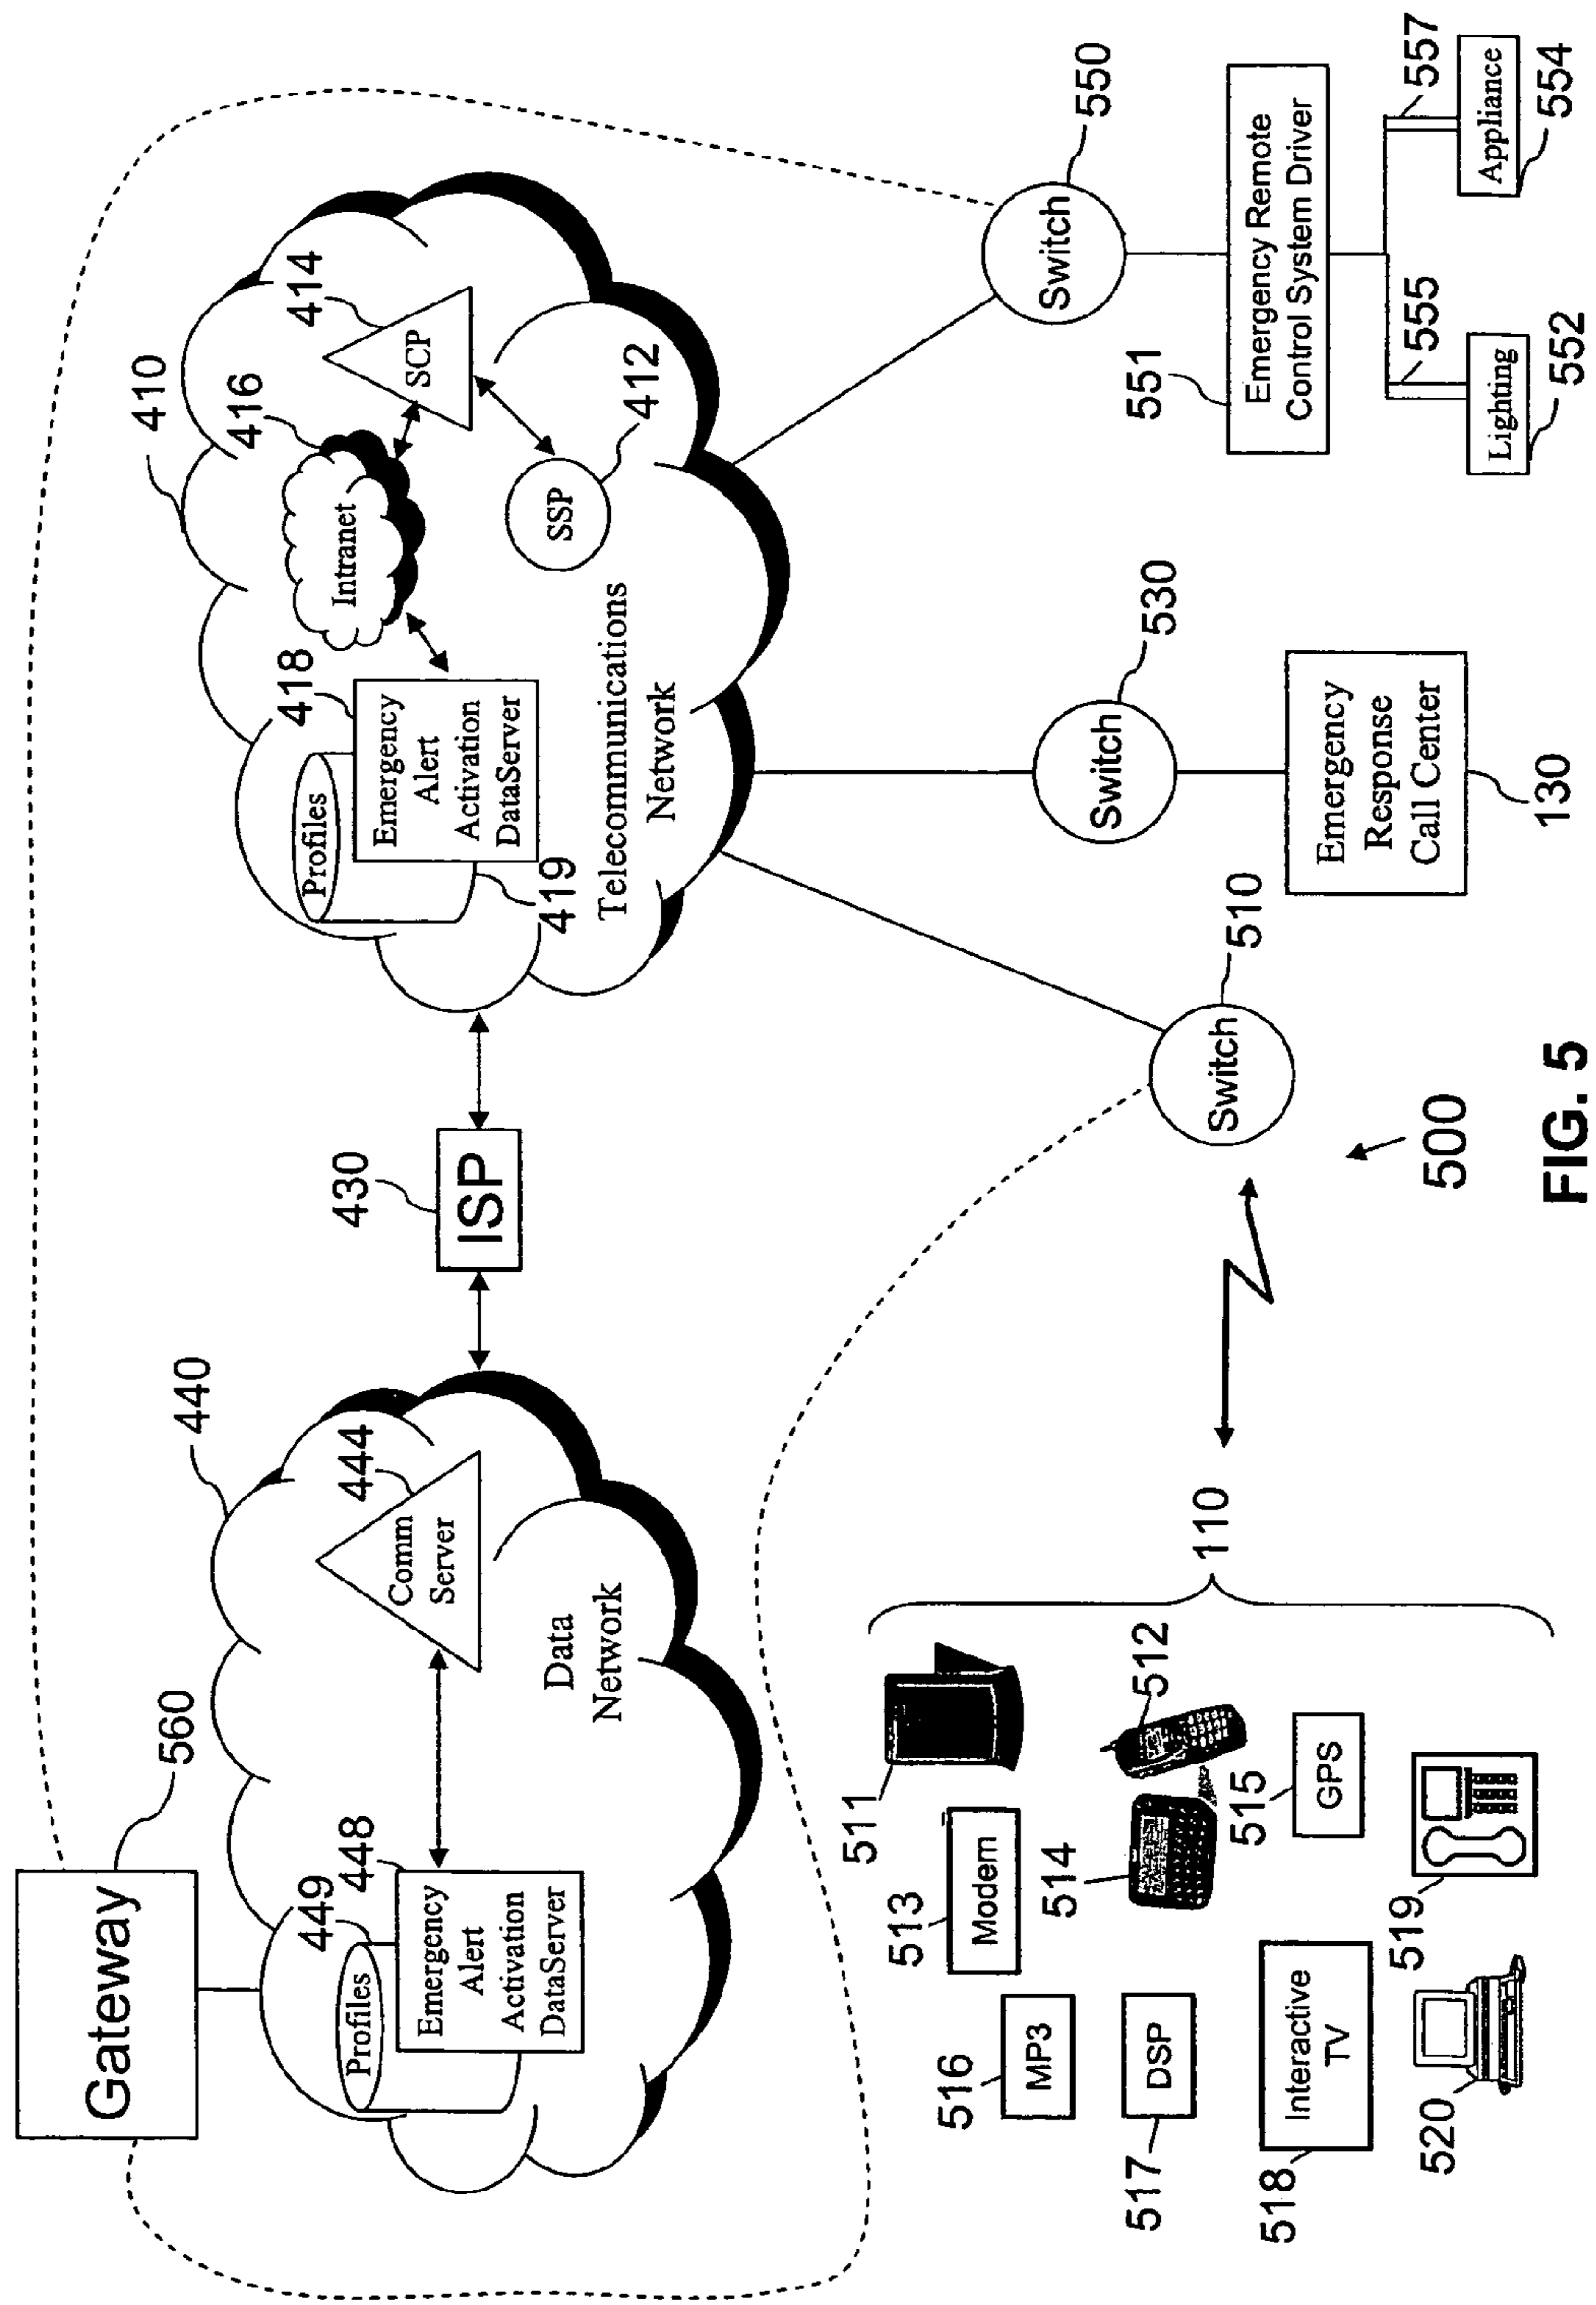 Gateway
560
440
449
448
Profiles
Emergency
Alert
Activation
DataServer
444
Comm
Server
Data
Network
430
ISP
410
416
414
418
Profiles
Emergency
Alert
Activation
DataServer
419
Intranet
SCP
SSP
412
Telecommunications
Network
511
512
513
Modem
514
515
GPS
516
MP3
517
DSP
518
Interactive
TV
519
520
110
Switch
510
Switch
530
Emergency
Response
Call Center
130
Switch
550
551
Emergency Remote
Control System Driver
555
557
Lighting
552
Appliance
554
500
FIG. 5